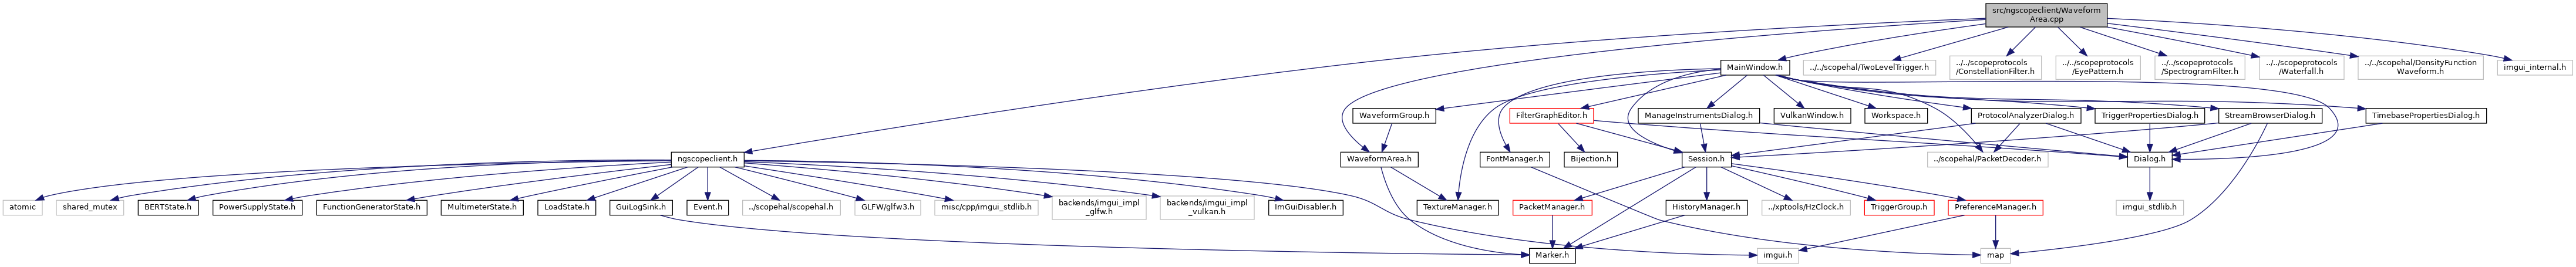 src/ngscopeclient/Waveform
Area.cpp
MainWindow.h
../../scopehal/TwoLevelTrigger.h
../../scopeprotocols
/ConstellationFilter.h
../../scopeprotocols
/EyePattern.h
../../scopeprotocols
/SpectrogramFilter.h
../../scopeprotocols
/Waterfall.h
../../scopehal/DensityFunction
Waveform.h
imgui_internal.h
WaveformGroup.h
FilterGraphEditor.h
ManageInstrumentsDialog.h
VulkanWindow.h
Workspace.h
ProtocolAnalyzerDialog.h
TriggerPropertiesDialog.h
StreamBrowserDialog.h
TimebasePropertiesDialog.h
ngscopeclient.h
WaveformArea.h
FontManager.h
Bijection.h
Session.h
../scopehal/PacketDecoder.h
Dialog.h
atomic
shared_mutex
BERTState.h
PowerSupplyState.h
FunctionGeneratorState.h
MultimeterState.h
LoadState.h
GuiLogSink.h
Event.h
../scopehal/scopehal.h
GLFW/glfw3.h
misc/cpp/imgui_stdlib.h
backends/imgui_impl
_glfw.h
backends/imgui_impl
_vulkan.h
ImGuiDisabler.h
TextureManager.h
PacketManager.h
HistoryManager.h
../xptools/HzClock.h
TriggerGroup.h
PreferenceManager.h
imgui_stdlib.h
Marker.h
imgui.h
map